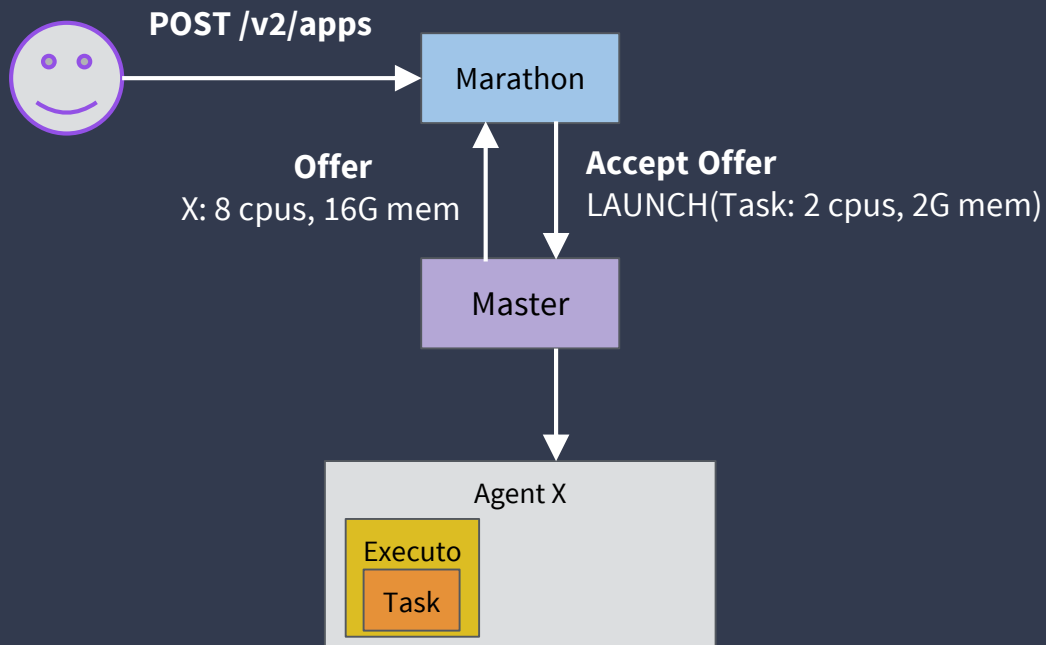 POST /v2/apps
Marathon
Offer
X: 8 cpus, 16G mem
Accept Offer
LAUNCH(Task: 2 cpus, 2G mem)
Master
Agent X
Executo
Task